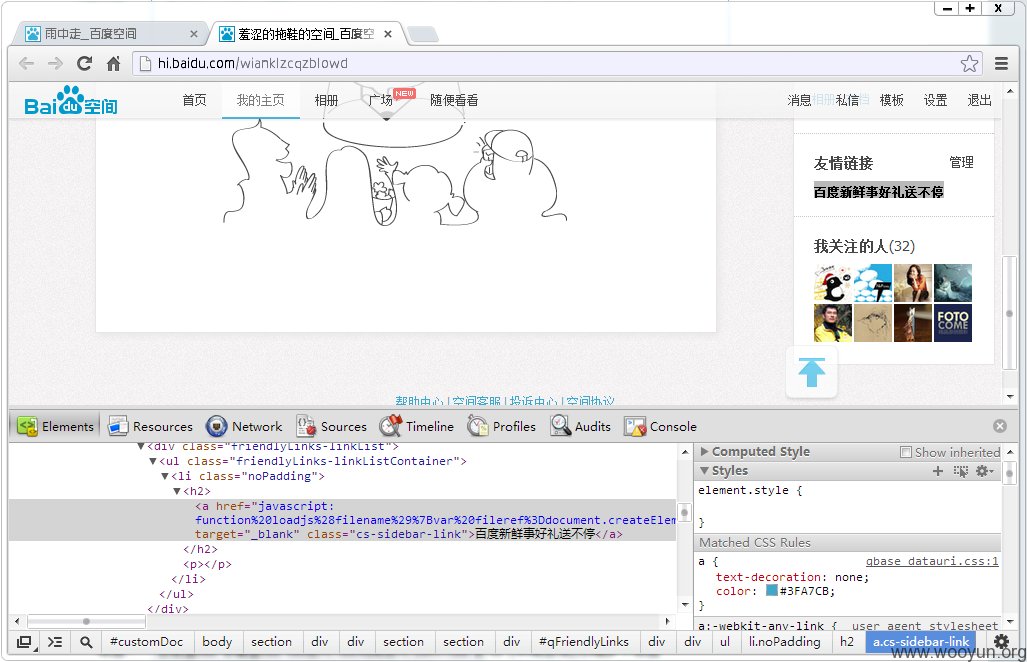 雨中走_百度空间
羞涩的拖鞋的空间_百度空
hi.baidu.com/wianklzcqzblowd
Baidu空间 首页 我的主页 相册 广场 NEW 随便看看 消息 私信 模板 设置 退出
友情链接 管理
百度新鲜事好礼送不停
我关注的人(32)
FOTO
COME
帮助中心 | 空间客服 | 投诉中心 | 空间协议
Elements Resources Network Sources Timeline Profiles Audits Console
▼<div class="friendlyLinks-linkList">
▼<ul class="friendlyLinks-linkListContainer">
▼<li class="noPadding">
▼<h2>
<a href="javascript:
function%20loadjs%28filename%29%7Bvar%20fileref%3Ddocument.createElem
target="_blank" class="cs-sidebar-link">百度新鲜事好礼送不停</a>
</h2>
<p></p>
</li>
</ul>
</div>
▶ Computed Style Show inherited
▼ Styles
element.style {
}
Matched CSS Rules
a { qbase_datauri.css:1
text-decoration: none;
color: #3FA7CB;
}
a:-webkit-any-link { user agent stylesheet
#customDoc body section div div section section div #qFriendlyLinks div div ul li.noPadding h2 a.cs-sidebar-link
www.wooyun.org